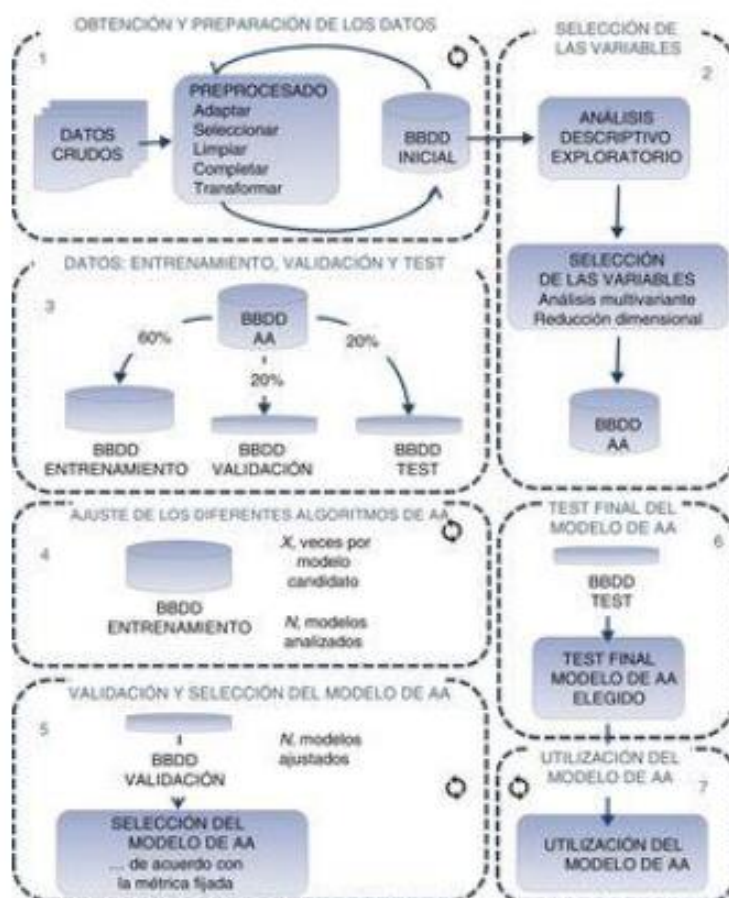 OBTENCIÓN Y PREPARACIÓN DE LOS DATOS
1
DATOS
CRUDOS
PREPROCESADO
Adaptar
Seleccionar
Limpiar
Completar
Transformar
BBDD
INICIAL
SELECCIÓN DE
LAS VARIABLES
2
ANÁLISIS
DESCRIPTIVO
EXPLORATORIO
SELECCIÓN
DE LAS VARIABLES
Análisis multivariante
Reducción dimensional
BBDD
AA
DATOS: ENTRENAMIENTO, VALIDACIÓN Y TEST
3
BBDD
AA
60%
20%
20%
BBDD
ENTRENAMIENTO
BBDD
VALIDACIÓN
BBDD
TEST
AJUSTE DE LOS DIFERENTES ALGORITMOS DE AA
4
BBDD
ENTRENAMIENTO
X, veces por
modelo
candidato
N, modelos
analizados
VALIDACIÓN Y SELECCIÓN DEL MODELO DE AA
5
BBDD
VALIDACIÓN
N, modelos
ajustados
SELECCIÓN DEL
MODELO DE AA
... de acuerdo con
la métrica fijada
TEST FINAL DEL
MODELO DE AA
6
BBDD
TEST
TEST FINAL
MODELO DE AA
ELEGIDO
UTILIZACIÓN DEL
MODELO DE AA
7
UTILIZACIÓN DEL
MODELO DE AA